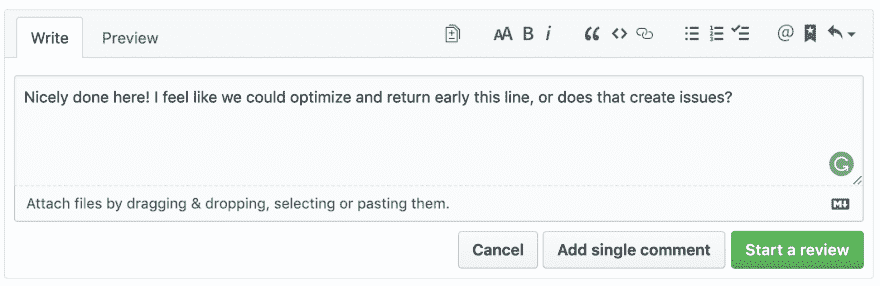 Write Preview AA B i @
Nicely done here! I feel like we could optimize and return early this line, or does that create issues?
Attach files by dragging & dropping, selecting or pasting them.
Cancel Add single comment Start a review